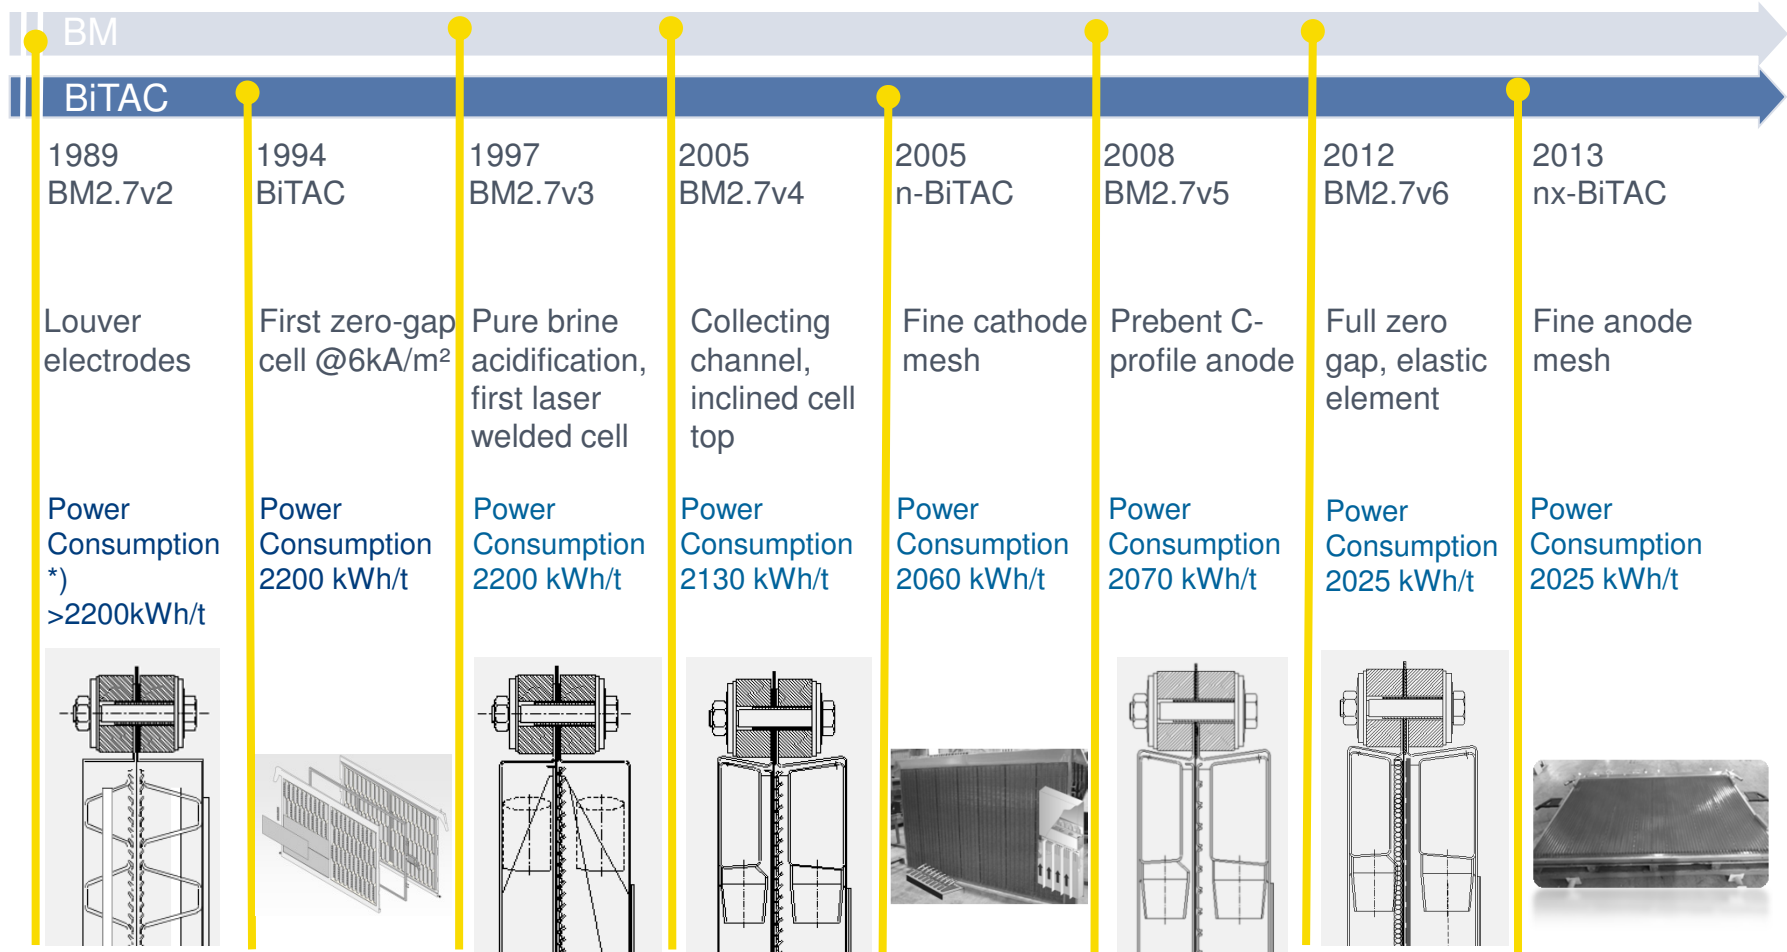 BM
BiTAC
1989
BM2.7v2
Louver
electrodes
Power
Consumption
*)
>2200kWh/t
1994
BiTAC
First zero-gap
cell @6kA/m²
Power
Consumption
2200 kWh/t
1997
BM2.7v3
Pure brine
acidification,
first laser
welded cell
Power
Consumption
2200 kWh/t
2005
BM2.7v4
Collecting
channel,
inclined cell
top
Power
Consumption
2130 kWh/t
2005
n-BiTAC
Fine cathode
mesh
Power
Consumption
2060 kWh/t
2008
BM2.7v5
Prebent C-
profile anode
Power
Consumption
2070 kWh/t
2012
BM2.7v6
Full zero
gap, elastic
element
Power
Consumption
2025 kWh/t
2013
nx-BiTAC
Fine anode
mesh
Power
Consumption
2025 kWh/t